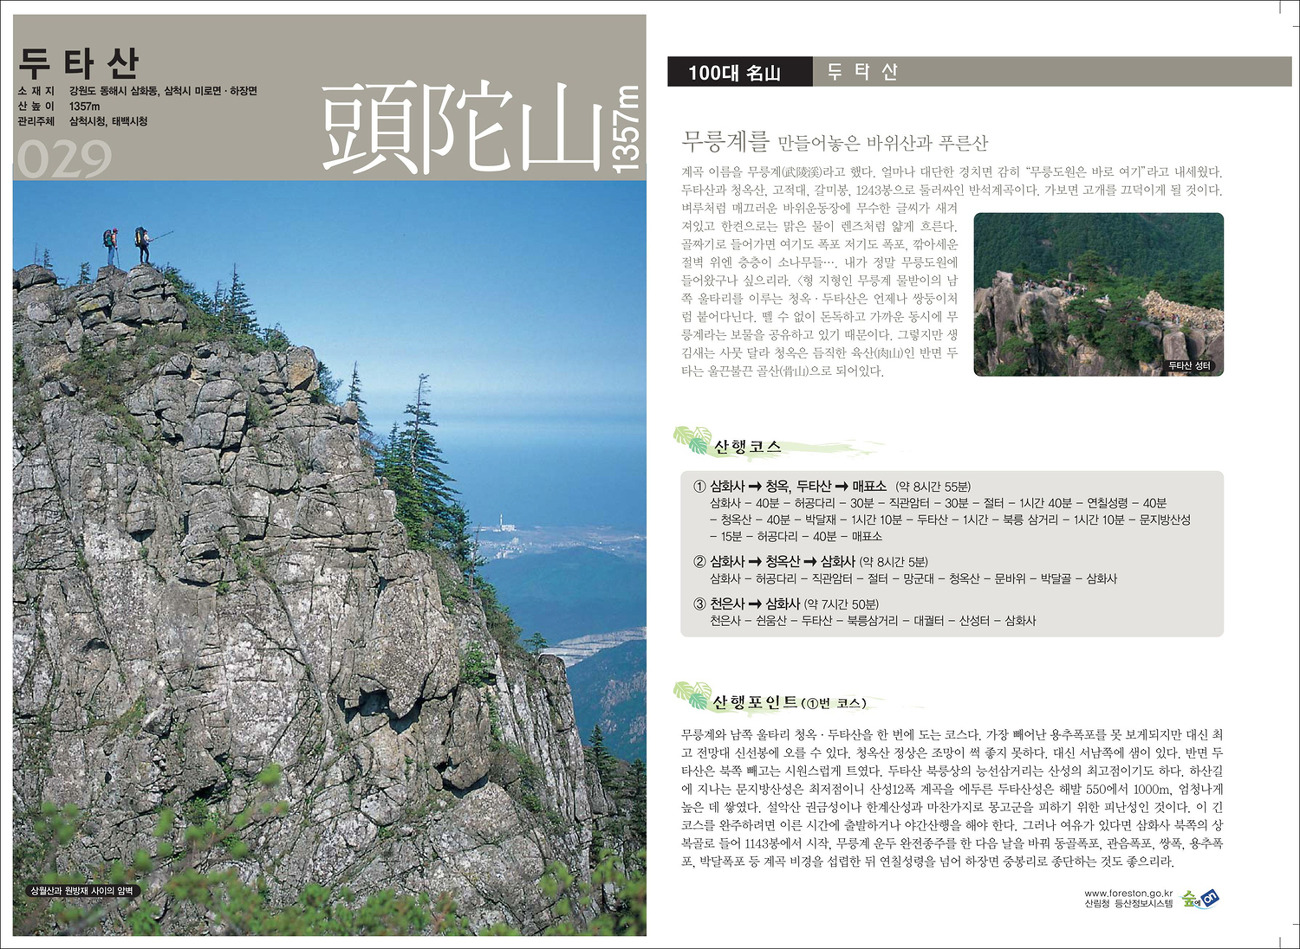 두타산
소재지 강원도 동해시 삼화동, 삼척시 미로면·하장면
산높이 1357m
관리주체 삼척시청, 태백시청
029
頭陀山
1357m
상월산과 원방재 사이의 암벽
100대 名山 두타산
무릉계를 만들어놓은 바위산과 푸른산
계곡 이름을 무릉계(武陵溪)라고 했다. 얼마나 대단한 경치면 감히 “무릉도원은 바로 여기”라고 내세웠다.
두타산과 청옥산, 고적대, 갈미봉, 1243봉으로 둘러싸인 반석계곡이다. 가보면 고개를 끄덕이게 될 것이다.
벼루처럼 매끄러운 바위운동장에 무수한 글씨가 새겨
져있고 한켠으로는 맑은 물이 렌즈처럼 얇게 흐른다.
골짜기로 들어가면 여기도 폭포 저기도 폭포, 깎아세운
절벽 위엔 층층이 소나무들…. 내가 정말 무릉도원에
들어왔구나 싶으리라. 〈형 지형인 무릉계 물받이의 남
쪽 울타리를 이루는 청옥·두타산은 언제나 쌍둥이처
럼 붙어다닌다. 뗄 수 없이 돈독하고 가까운 동시에 무
릉계라는 보물을 공유하고 있기 때문이다. 그렇지만 생
김새는 사뭇 달라 청옥은 듬직한 육산(肉山)인 반면 두
타는 울끈불끈 골산(骨山)으로 되어있다.
두타산 성터
산행코스
① 삼화사 ➞ 청옥, 두타산 ➞ 매표소 (약 8시간 55분)
삼화사 – 40분 – 허공다리 – 30분 – 직관암터 – 30분 – 절터 – 1시간 40분 – 연칠성령 – 40분
– 청옥산 – 40분 – 박달재 – 1시간 10분 – 두타산 – 1시간 – 북릉 삼거리 – 1시간 10분 – 문지방산성
– 15분 – 허공다리 – 40분 – 매표소
② 삼화사 ➞ 청옥산 ➞ 삼화사 (약 8시간 5분)
삼화사 – 허공다리 – 직관암터 – 절터 – 망군대 – 청옥산 – 문바위 – 박달골 – 삼화사
③ 천은사 ➞ 삼화사 (약 7시간 50분)
천은사 – 쉰움산 – 두타산 – 북릉삼거리 – 대궐터 – 산성터 – 삼화사
산행포인트(①번 코스)
무릉계와 남쪽 울타리 청옥·두타산을 한 번에 도는 코스다. 가장 빼어난 용추폭포를 못 보게되지만 대신 최
고 전망대 신선봉에 오를 수 있다. 청옥산 정상은 조망이 썩 좋지 못하다. 대신 서남쪽에 샘이 있다. 반면 두
타산은 북쪽 빼고는 시원스럽게 트였다. 두타산 북릉상의 능선삼거리는 산성의 최고점이기도 하다. 하산길
에 지나는 문지방산성은 최저점이니 산성12폭 계곡을 에두른 두타산성은 해발 550에서 1000m, 엄청나게
높은 데 쌓였다. 설악산 권금성이나 한계산성과 마찬가지로 몽고군을 피하기 위한 피난성인 것이다. 이 긴
코스를 완주하려면 이른 시간에 출발하거나 야간산행을 해야 한다. 그러나 여유가 있다면 삼화사 북쪽의 상
복골로 들어 1143봉에서 시작, 무릉계 운두 완전종주를 한 다음 날을 바꿔 동골폭포, 관음폭포, 쌍폭, 용추폭
포, 박달폭포 등 계곡 비경을 섭렵한 뒤 연칠성령을 넘어 하장면 중봉리로 종단하는 것도 좋으리라.
www.foreston.go.kr
산림청 등산정보시스템
숲에on